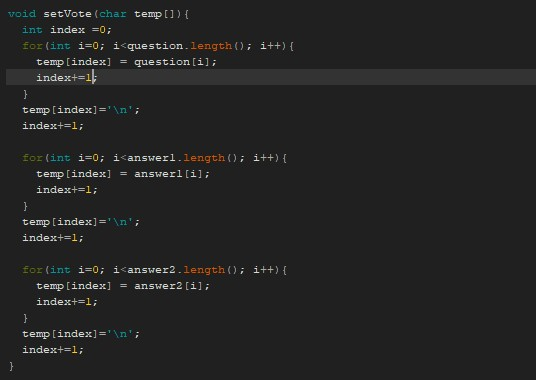 void setVote(char temp[]){
  int index =0;
  for(int i=0; i<question.length(); i++){
    temp[index] = question[i];
    index+=1;
  }
  temp[index]='\n';
  index+=1;

  for(int i=0; i<answer1.length(); i++){
    temp[index] = answer1[i];
    index+=1;
  }
  temp[index]='\n';
  index+=1;

  for(int i=0; i<answer2.length(); i++){
    temp[index] = answer2[i];
    index+=1;
  }
  temp[index]='\n';
  index+=1;
}